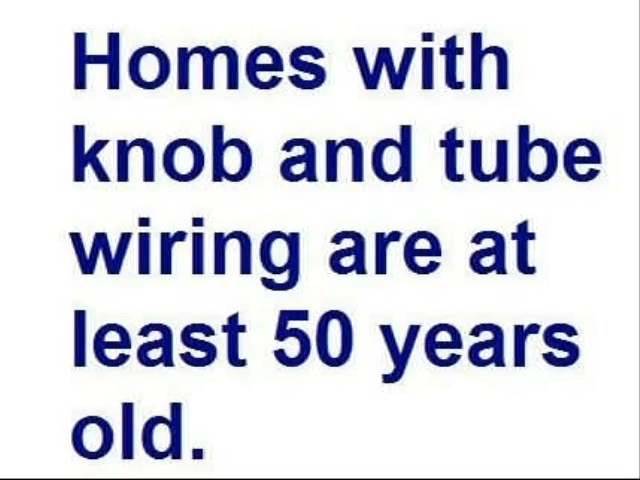 Homes with
knob and tube
wiring are at
least 50 years
old.